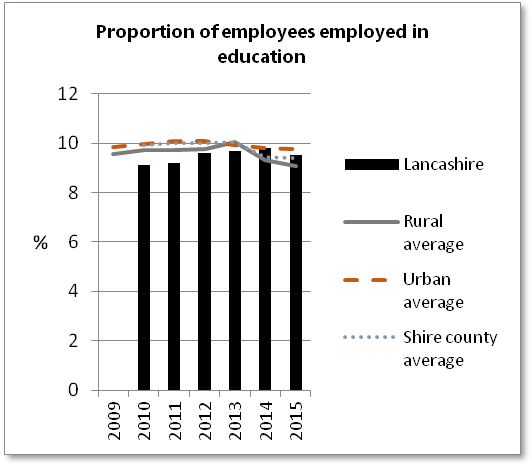 Proportion of employees employed in
education
12
10
8
6
4
2
0
%
2009
2010
2011
2012
2013
2014
2015
Lancashire
Rural
average
Urban
average
Shire county
average